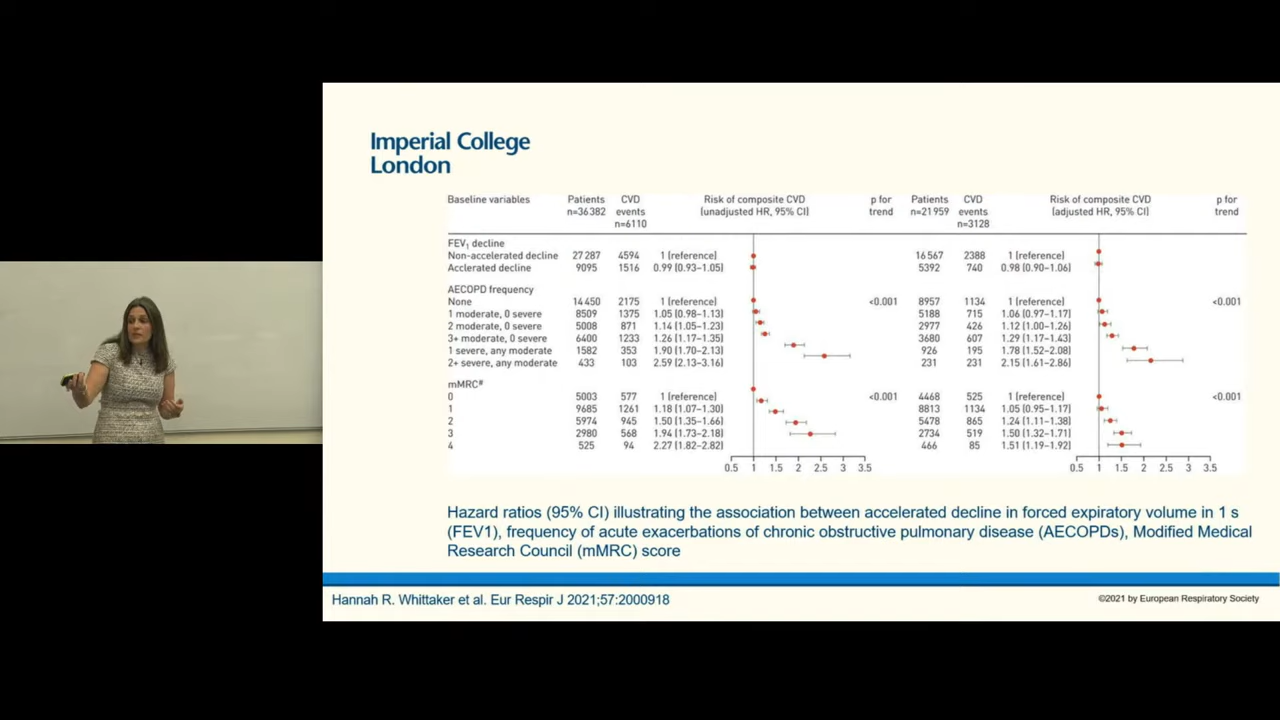 Imperial College
London
Baseline variables Patients CVD Risk of composite CVD p for Patients CVD Risk of composite CVD p for
n=36 382 events (unadjusted HR, 95% CI) trend n=21 959 events (adjusted HR, 95% CI) trend
n=6110 n=3128
FEV1 decline
Non-accelerated decline 27 287 4594 1 (reference) 16 567 2388 1 (reference)
Acclerated decline 9095 1516 0.99 (0.93–1.05) 5392 740 0.98 (0.90–1.06)
AECOPD frequency
None 14 450 2175 1 (reference) <0.001 8957 1134 1 (reference) <0.001
1 moderate, 0 severe 8509 1375 1.05 (0.98–1.13) 5188 715 1.06 (0.97–1.17)
2 moderate, 0 severe 5008 871 1.14 (1.05–1.23) 2977 426 1.12 (1.00–1.26)
3+ moderate, 0 severe 6400 1233 1.26 (1.17–1.35) 3680 607 1.29 (1.17–1.43)
1 severe, any moderate 1582 353 1.90 (1.70–2.13) 926 195 1.78 (1.52–2.08)
2+ severe, any moderate 433 103 2.59 (2.13–3.16) 231 231 2.15 (1.61–2.86)
mMRC#
0 5003 577 1 (reference) <0.001 4468 525 1 (reference) <0.001
1 9685 1261 1.18 (1.07–1.30) 8813 1134 1.05 (0.95–1.17)
2 5974 945 1.50 (1.35–1.66) 5478 865 1.24 (1.11–1.38)
3 2980 568 1.94 (1.73–2.18) 2734 519 1.50 (1.32–1.71)
4 525 94 2.27 (1.82–2.82) 466 85 1.51 (1.19–1.92)
0.5 1 1.5 2 2.5 3 3.5 0.5 1 1.5 2 2.5 3 3.5
Hazard ratios (95% CI) illustrating the association between accelerated decline in forced expiratory volume in 1 s
(FEV1), frequency of acute exacerbations of chronic obstructive pulmonary disease (AECOPDs), Modified Medical
Research Council (mMRC) score
Hannah R. Whittaker et al. Eur Respir J 2021;57:2000918
©2021 by European Respiratory Society